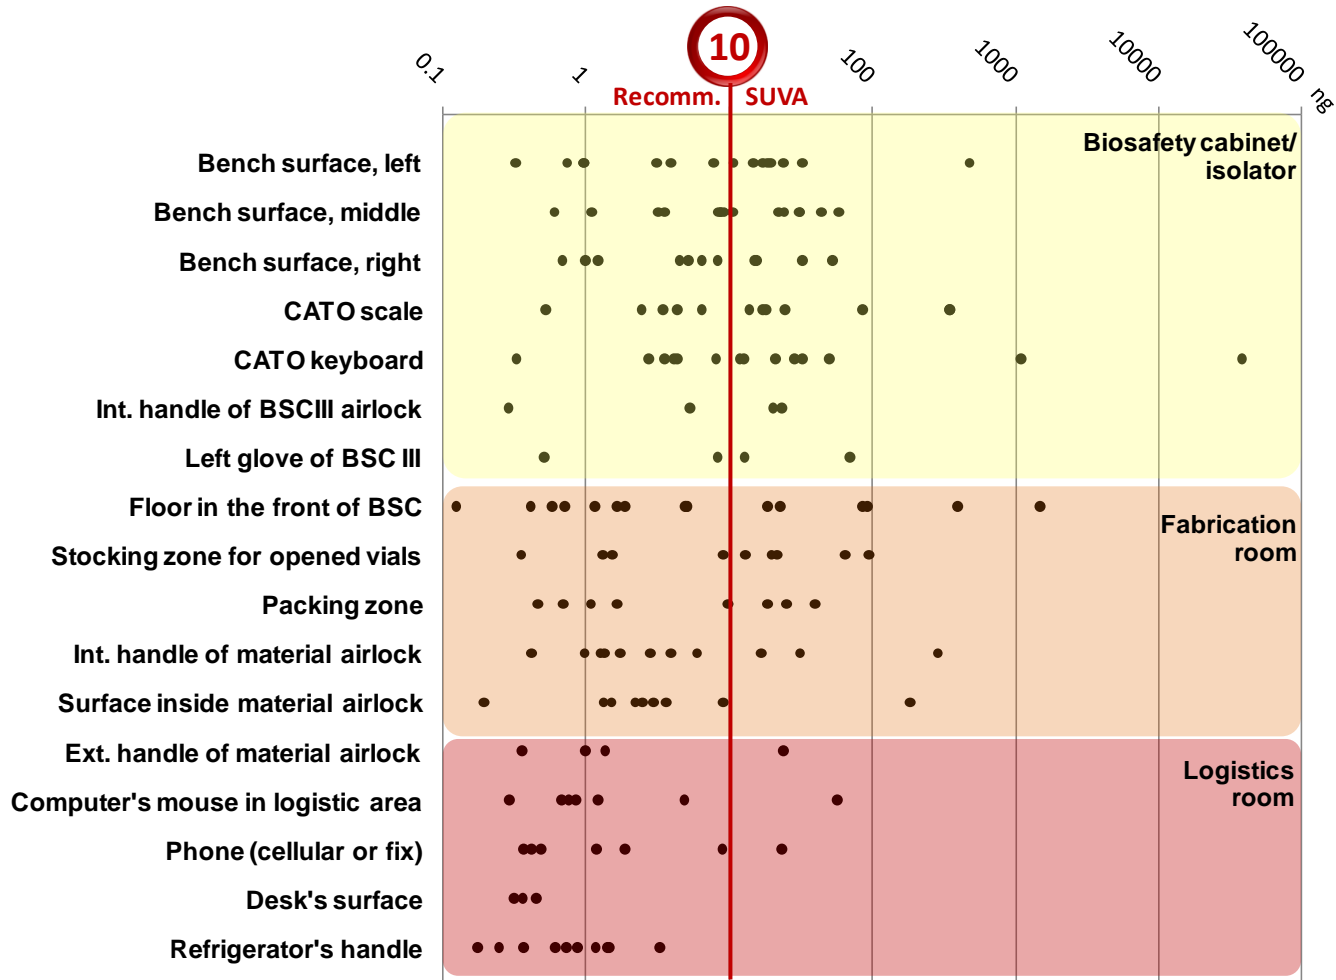 0.1
1
10
100
1000
10000
100000
ng
Recomm. SUVA
Biosafety cabinet/
isolator
Bench surface, left
Bench surface, middle
Bench surface, right
CATO scale
CATO keyboard
Int. handle of BSCIII airlock
Left glove of BSC III
Fabrication
room
Floor in the front of BSC
Stocking zone for opened vials
Packing zone
Int. handle of material airlock
Surface inside material airlock
Logistics
room
Ext. handle of material airlock
Computer's mouse in logistic area
Phone (cellular or fix)
Desk's surface
Refrigerator's handle